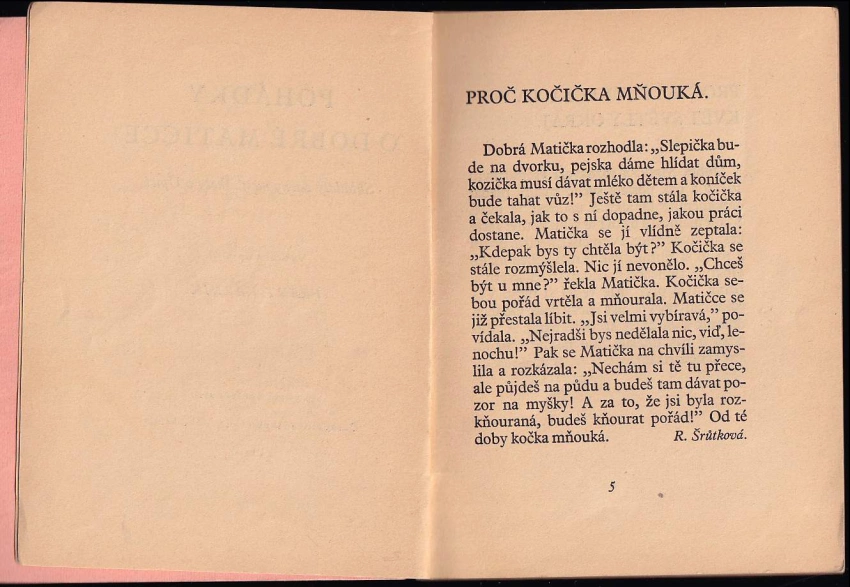 PROČ KOČIČKA MŇOUKÁ.
Dobrá Matička rozhodla: „Slepička bu-
de na dvorku, pejska dáme hlídat dům,
kozička musí dávat mléko dětem a koníček
bude tahat vůz!” Ještě tam stála kočička
a čekala, jak to s ní dopadne, jakou práci
dostane. Matička se jí vlídně zeptala:
„Kdepak bys ty chtěla být?” Kočička se
stále rozmýšlela. Nic jí nevonělo. „Chceš
být u mne?” řekla Matička. Kočička se-
bou pořád vrtěla a mňourala. Matičce se
již přestala líbit. „Jsi velmi vybíravá,” po-
vídala. „Nejradši bys nedělala nic, viď, le-
nochu!” Pak se Matička na chvíli zamys-
lila a rozkázala: „Nechám si tě tu přece,
ale půjdeš na půdu a budeš tam dávat po-
zor na myšky! A za to, že jsi byla roz-
kňouraná, budeš kňourat pořád!” Od té
doby kočka mňouká. R. Šrůtková.
5